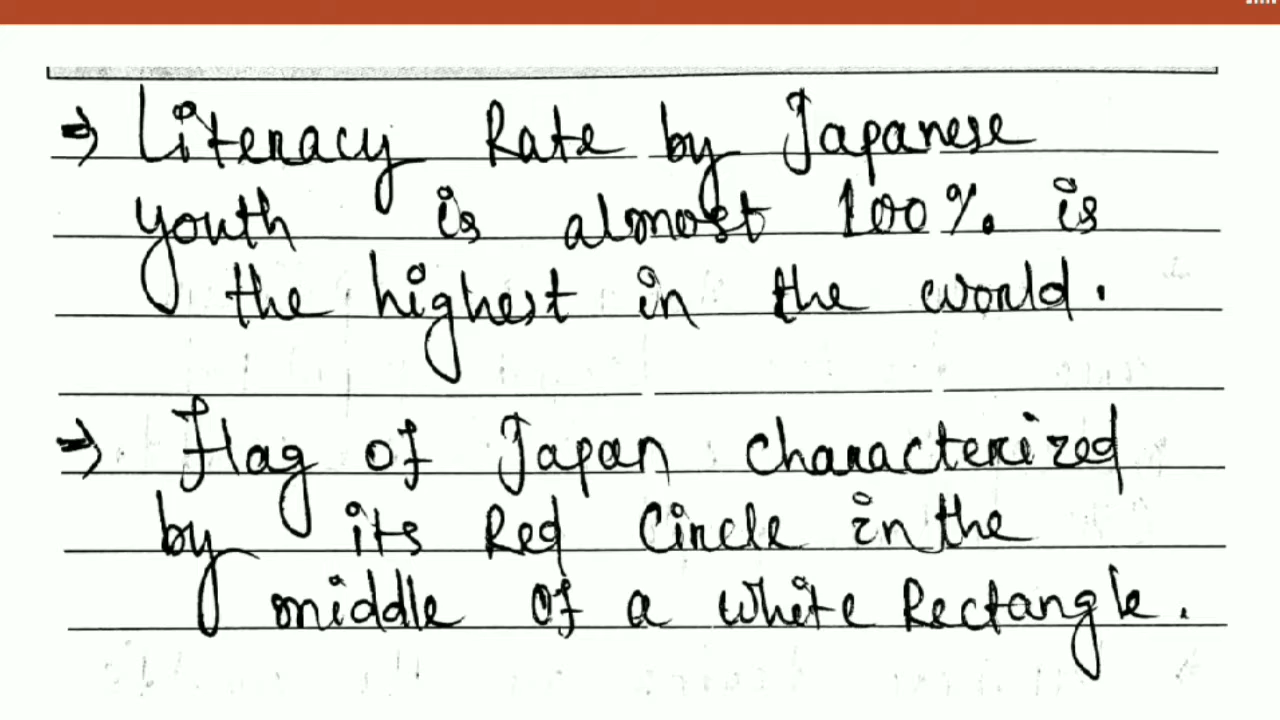 ⇒ Literacy Rate by Japanese
youth is almost 100% is
the highest in the world.
⇒ Flag of Japan characterized
by its Red Circle in the
middle of a white Rectangle.